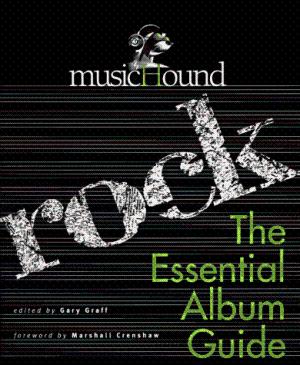 musicHound
rock
The
Essential
Album
Guide
edited by Gary Graff
foreword by Marshall Crenshaw